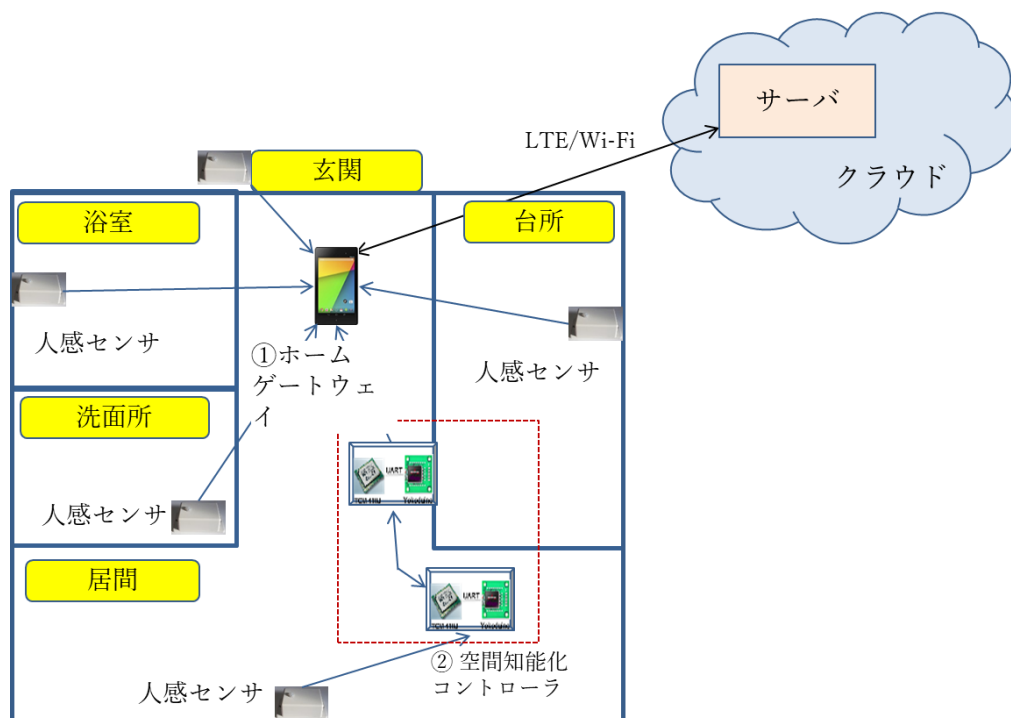 サーバ
LTE/Wi-Fi
クラウド
玄関
浴室
台所
人感センサ
①ホーム
ゲートウェ
イ
人感センサ
洗面所
UART
人感センサ
居間
UART
② 空間知能化
コントローラ
人感センサ